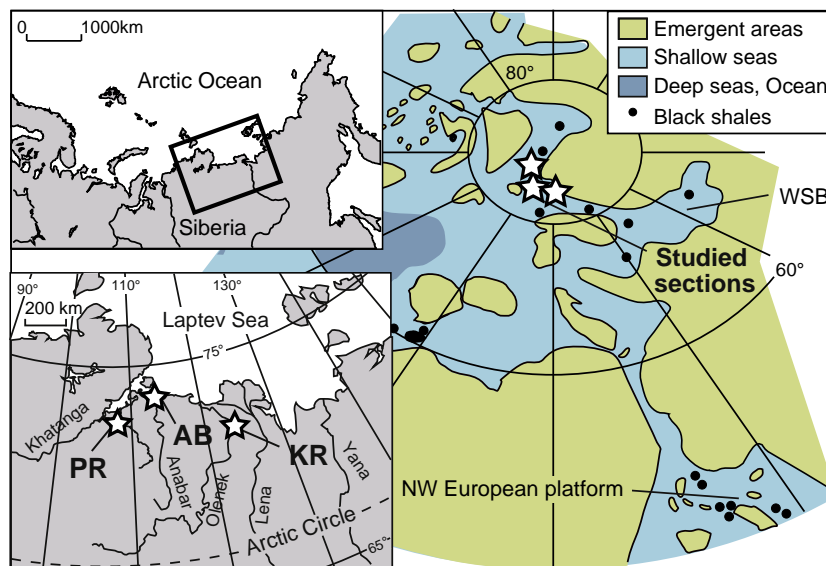 0 1000km
Arctic Ocean
Siberia
80°
Emergent areas
Shallow seas
Deep seas, Ocean
Black shales
WSB
Studied
sections
60°
NW European platform
90°
110°
130°
200 km
Laptev Sea
75°
Khatanga
AB
PR
KR
Anabar
Olenek
Lena
Yana
Arctic Circle
65°